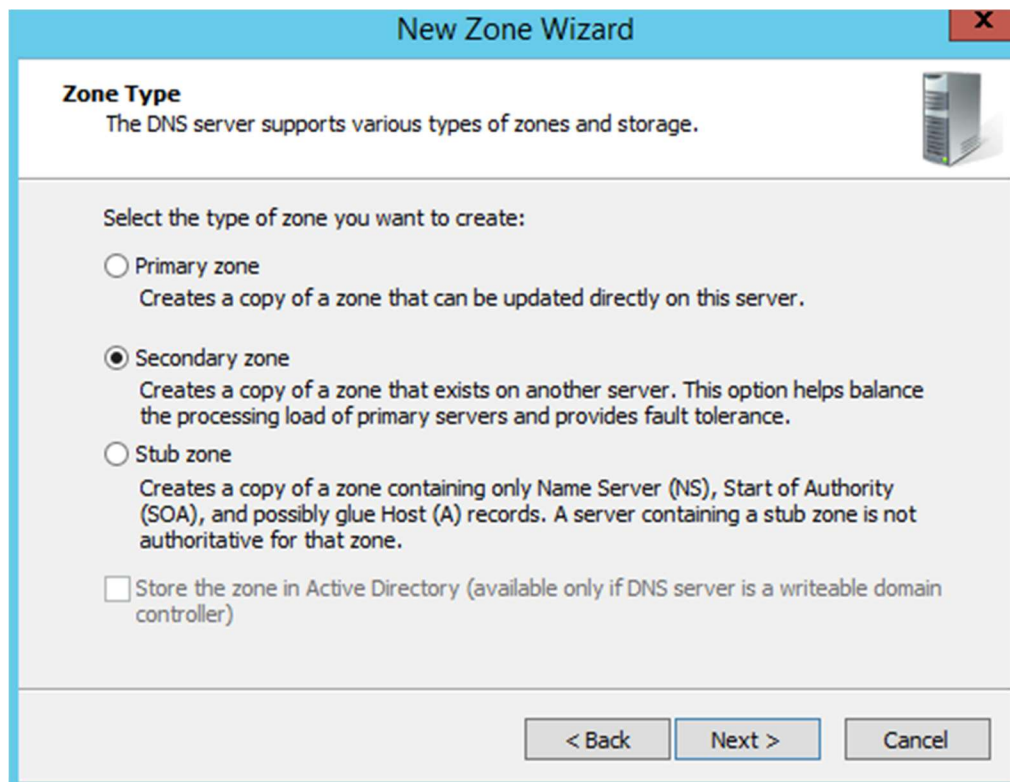 New Zone Wizard
x
Zone Type
The DNS server supports various types of zones and storage.
Select the type of zone you want to create:
Primary zone
Creates a copy of a zone that can be updated directly on this server.
Secondary zone
Creates a copy of a zone that exists on another server. This option helps balance
the processing load of primary servers and provides fault tolerance.
Stub zone
Creates a copy of a zone containing only Name Server (NS), Start of Authority
(SOA), and possibly glue Host (A) records. A server containing a stub zone is not
authoritative for that zone.
Store the zone in Active Directory (available only if DNS server is a writeable domain
controller)
< Back
Next >
Cancel